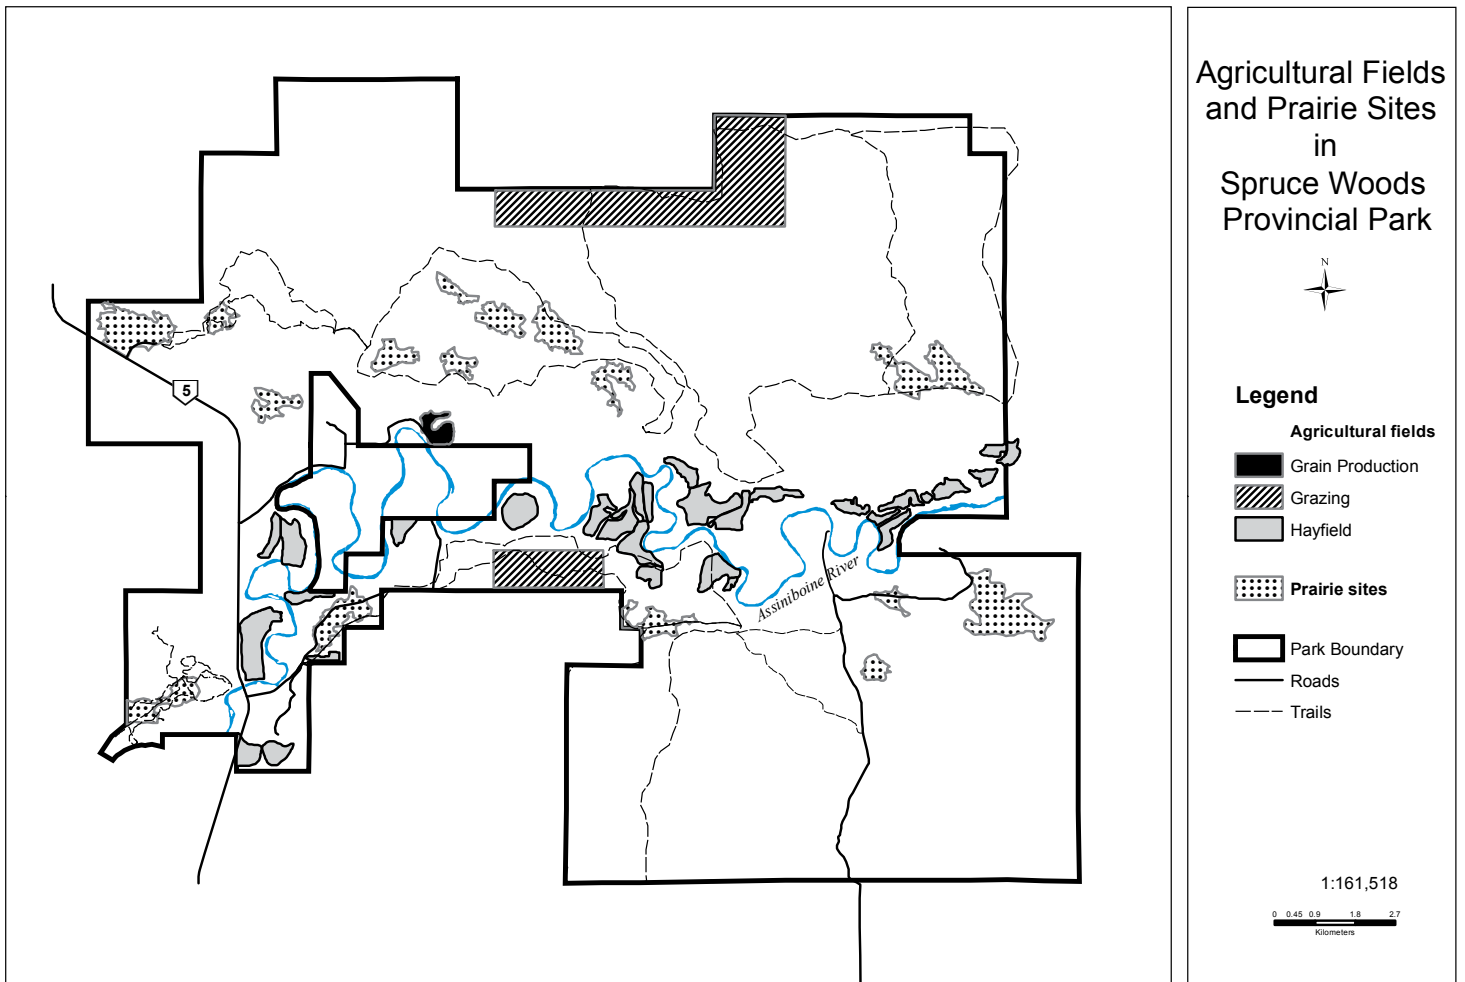 Agricultural Fields
and Prairie Sites
in
Spruce Woods
Provincial Park
N
5
Assiniboine River
Legend
Agricultural fields
Grain Production
Grazing
Hayfield
Prairie sites
Park Boundary
Roads
Trails
1:161,518
0 0.45 0.9 1.8 2.7
Kilometers